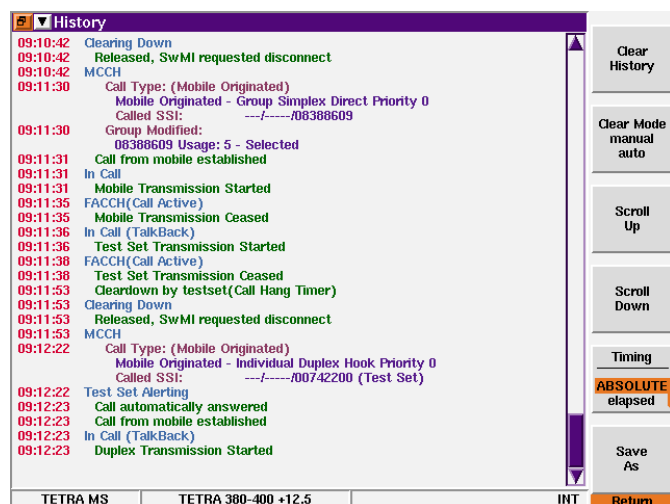 History
09:10:42 Clearing Down
09:10:42 Released, SwMI requested disconnect
09:10:42 MCCH
09:11:30 Call Type: (Mobile Originated)
Mobile Originated - Group Simplex Direct Priority 0
Called SSI: ---/-----/08388609
09:11:30 Group Modified:
08388609 Usage: 5 - Selected
09:11:31 Call from mobile established
09:11:31 In Call
09:11:31 Mobile Transmission Started
09:11:35 FACCH(Call Active)
09:11:35 Mobile Transmission Ceased
09:11:36 In Call (TalkBack)
09:11:36 Test Set Transmission Started
09:11:38 FACCH(Call Active)
09:11:38 Test Set Transmission Ceased
09:11:53 Cleardown by testset(Call Hang Timer)
09:11:53 Clearing Down
09:11:53 Released, SwMI requested disconnect
09:11:53 MCCH
09:12:22 Call Type: (Mobile Originated)
Mobile Originated - Individual Duplex Hook Priority 0
Called SSI: ---/-----/00742200 (Test Set)
09:12:22 Test Set Alerting
09:12:23 Call automatically answered
09:12:23 Call from mobile established
09:12:23 In Call (TalkBack)
09:12:23 Duplex Transmission Started
Clear
History
Clear Mode
manual
auto
Scroll
Up
Scroll
Down
Timing
ABSOLUTE
elapsed
Save
As
Return
TETRA MS
TETRA 380-400 +12.5
INT